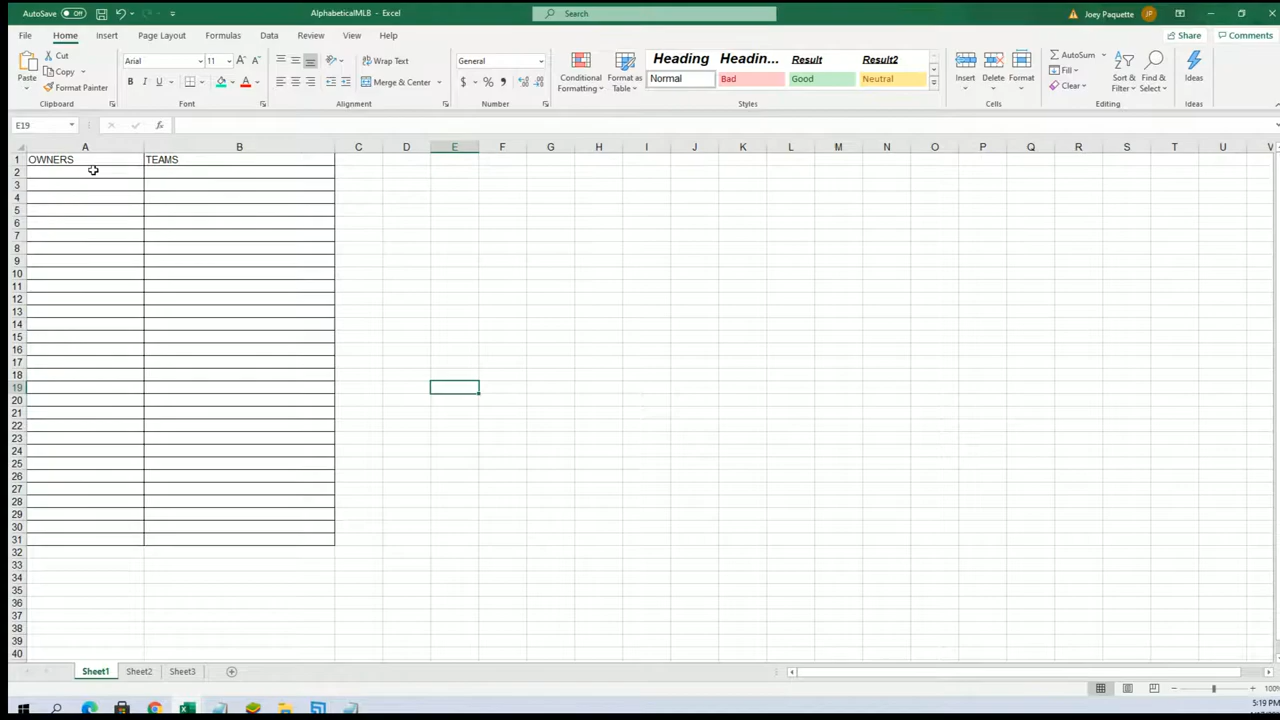 AutoSave Off AlphabeticalMLB - Excel Search Joey Paquette JP
File Home Insert Page Layout Formulas Data Review View Help Share Comments
Paste Cut Copy Format Painter Clipboard
Arial 11 A A B I U A Font
Wrap Text Merge & Center Alignment
General $ % Number
Conditional Formatting Format as Table
Heading Headin... Result Result2
Normal Bad Good Neutral
Styles
Insert Delete Format Cells
AutoSum Fill Clear Sort & Filter Find & Select Editing
Ideas Ideas
E19 fx
A B C D E F G H I J K L M N O P Q R S T U V
1 OWNERS TEAMS
2
3
4
5
6
7
8
9
10
11
12
13
14
15
16
17
18
19
20
21
22
23
24
25
26
27
28
29
30
31
32
33
34
35
36
37
38
39
40
Sheet1 Sheet2 Sheet3
100%
5:19 PM